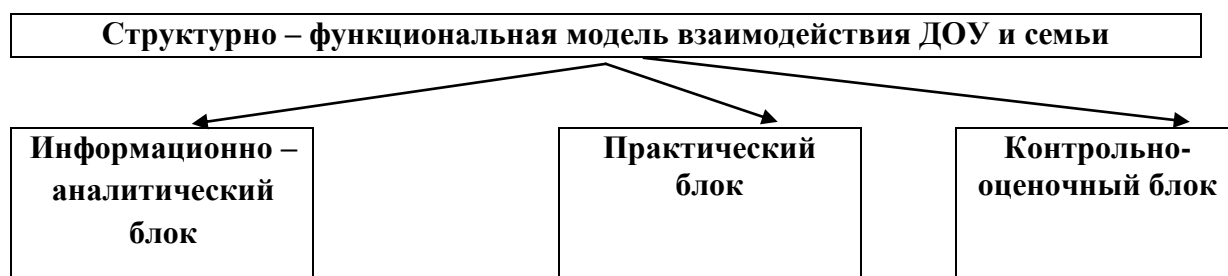 Структурно – функциональная модель взаимодействия ДОУ и семьи
Информационно –
аналитический
блок
Практический
блок
Контрольно-
оценочный блок